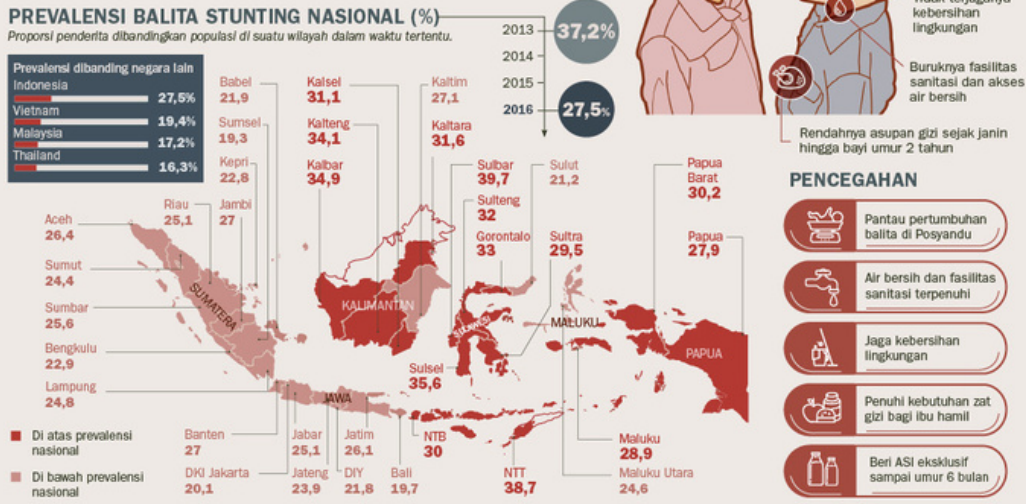 PREVALENSI BALITA STUNTING NASIONAL (%)
Proporsi penderita dibandingkan populasi di suatu wilayah dalam waktu tertentu.
2013
37,2%
2014
2015
2016
27,5%
Prevalensi dibanding negara lain
Indonesia
27,5%
Vietnam
19,4%
Malaysia
17,2%
Thailand
16,3%
Babel
21,9
Sumsel
19,3
Kepri
22,8
Riau
25,1
Jambi
27
Aceh
26,4
Sumut
24,4
Sumbar
25,6
Bengkulu
22,9
Lampung
24,8
Kalsel
31,1
Kalteng
34,1
Kalbar
34,9
Kaltim
27,1
Kaltara
31,6
Sulbar
39,7
Sulteng
32
Gorontalo
33
Sulut
21,2
Sultra
29,5
Papua
Barat
30,2
Papua
27,9
SUMATERA
KALIMANTAN
SULAWESI
MALUKU
PAPUA
JAWA
Sulsel
35,6
Banten
27
DKI Jakarta
20,1
Jabar
25,1
Jateng
23,9
Jatim
26,1
DIY
21,8
Bali
19,7
NTB
30
NTT
38,7
Maluku
28,9
Maluku Utara
24,6
Di atas prevalensi
nasional
Di bawah prevalensi
nasional
Tidak terjaganya
kebersihan
lingkungan
Buruknya fasilitas
sanitasi dan akses
air bersih
Rendahnya asupan gizi sejak janin
hingga bayi umur 2 tahun
PENCEGAHAN
Pantau pertumbuhan
balita di Posyandu
Air bersih dan fasilitas
sanitasi terpenuhi
Jaga kebersihan
lingkungan
Penuhi kebutuhan zat
gizi bagi ibu hamil
Beri ASI eksklusif
sampai umur 6 bulan